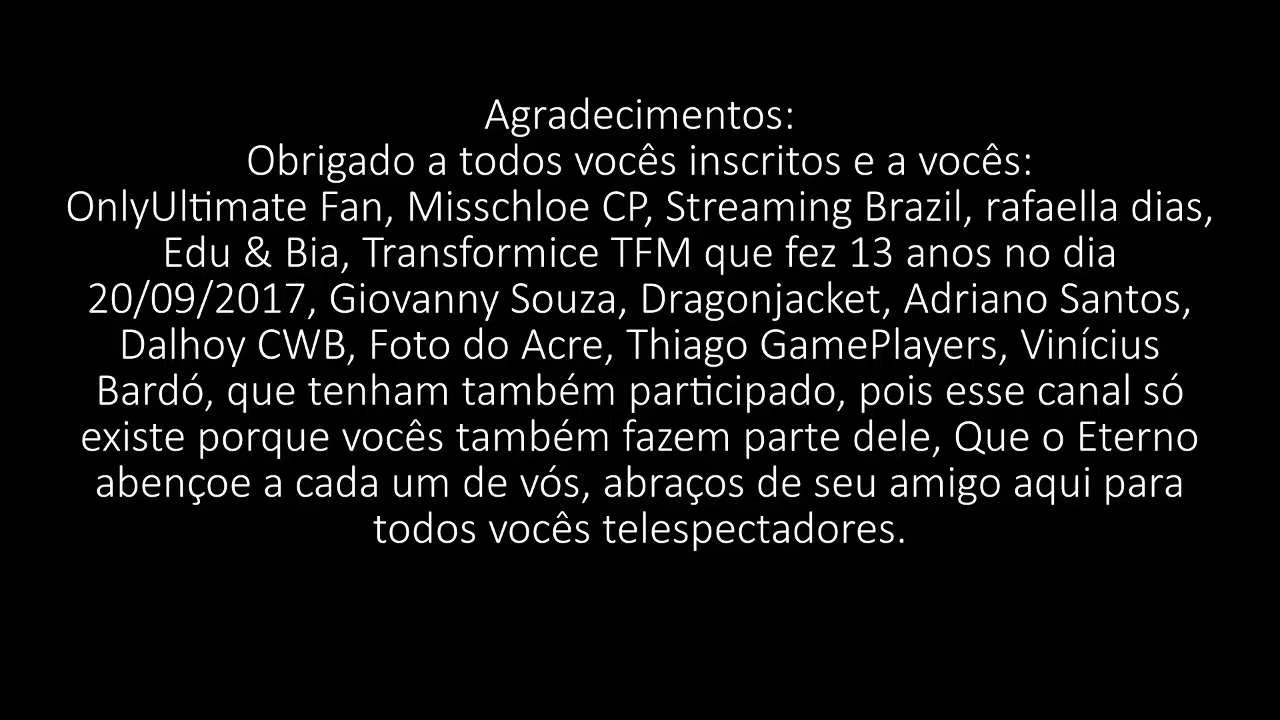 Agradecimentos:
Obrigado a todos vocês inscritos e a vocês:
OnlyUltimate Fan, Misschloe CP, Streaming Brazil, rafaella dias,
Edu & Bia, Transformice TFM que fez 13 anos no dia
20/09/2017, Giovanny Souza, Dragonjacket, Adriano Santos,
Dalhoy CWB, Foto do Acre, Thiago GamePlayers, Vinícius
Bardó, que tenham também participado, pois esse canal só
existe porque vocês também fazem parte dele, Que o Eterno
abençoe a cada um de vós, abraços de seu amigo aqui para
todos vocês telespectadores.